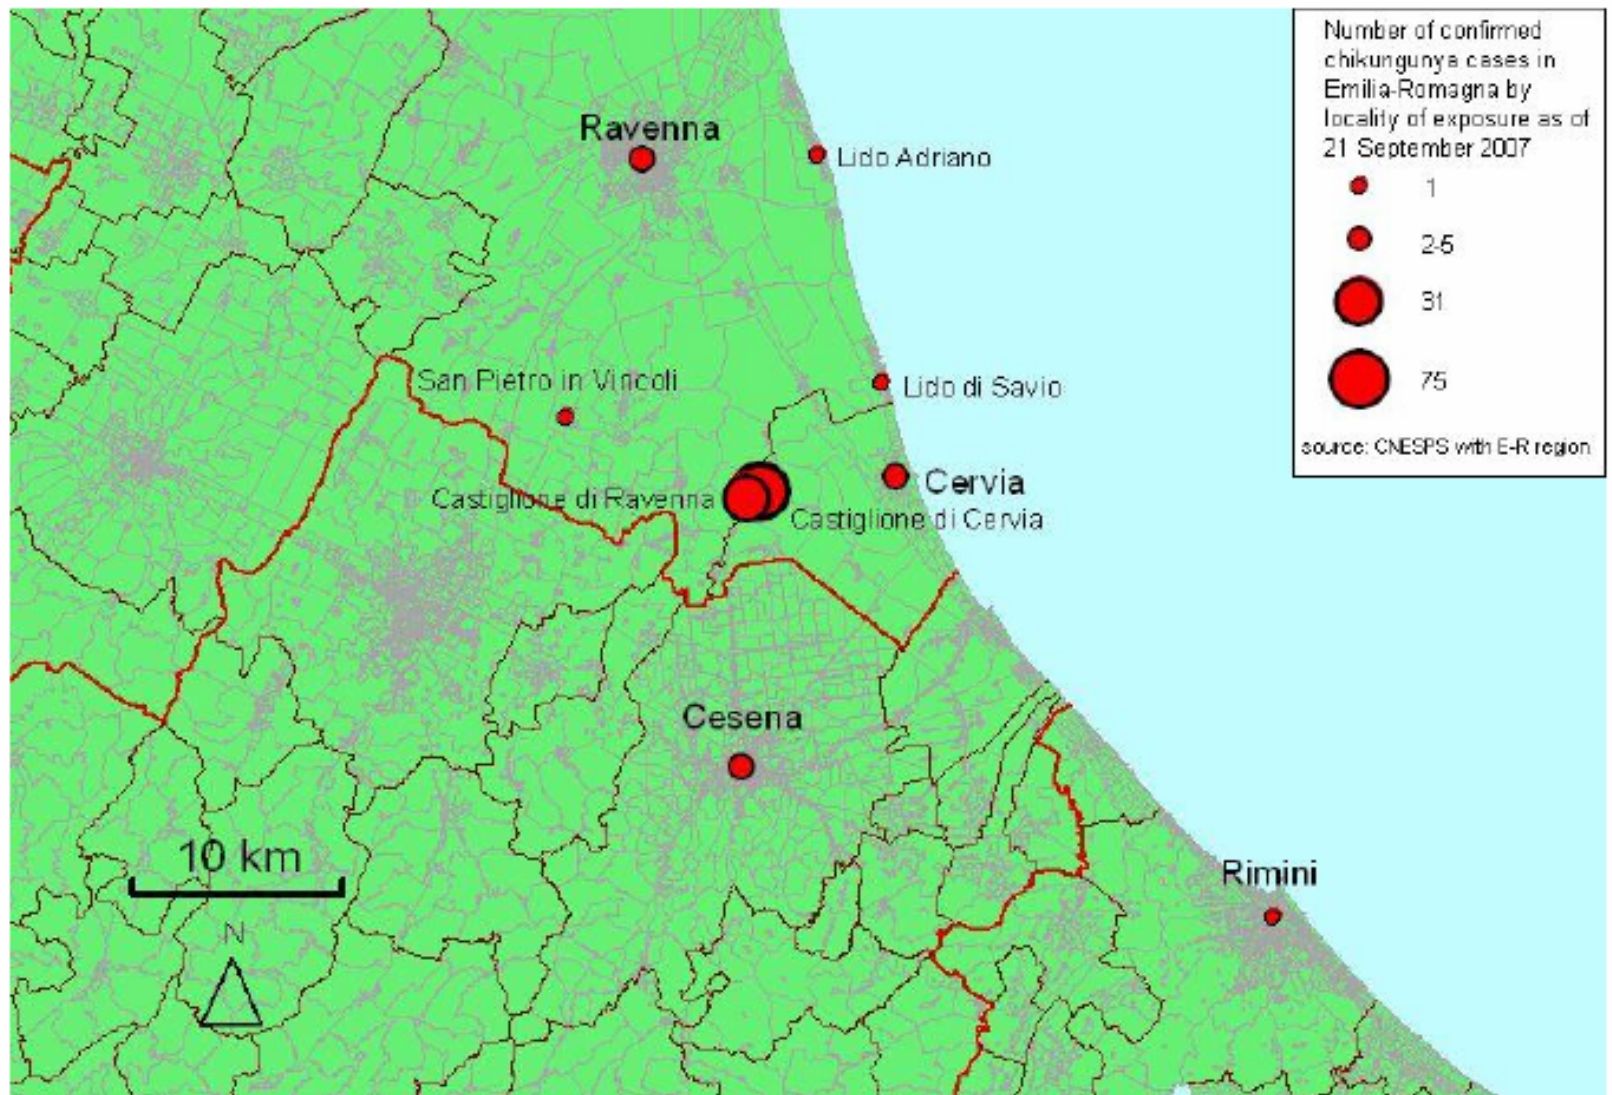 Number of confirmed
chikungunya cases in
Emilia-Romagna by
locality of exposure as of
21 September 2007
1
2-5
31
75
source: CNESPS with E-R region
Ravenna
Lido Adriano
San Pietro in Vincoli
Lido di Savio
Cervia
Castiglione di Ravenna
Castiglione di Cervia
Cesena
10 km
Rimini
N